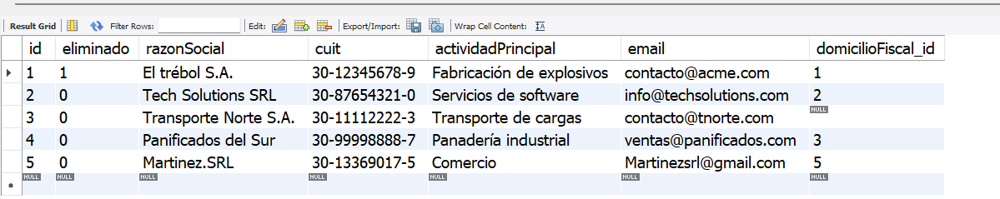 Result Grid Filter Rows: Edit: Export/Import: Wrap Cell Content: IA
id eliminado razonSocial cuit actividadPrincipal email domicilioFiscal_id
1 1 El trébol S.A. 30-12345678-9 Fabricación de explosivos contacto@acme.com 1
2 0 Tech Solutions SRL 30-87654321-0 Servicios de software info@techsolutions.com 2
3 0 Transporte Norte S.A. 30-11112222-3 Transporte de cargas contacto@tnorte.com NULL
4 0 Panificados del Sur 30-99998888-7 Panadería industrial ventas@panificados.com 3
5 0 Martinez.SRL 30-13369017-5 Comercio Martinezsrl@gmail.com 5
NULL NULL NULL NULL NULL NULL NULL